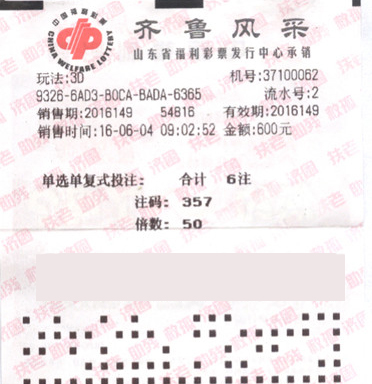 中国福利彩票
CHINA WELFARE LOTTERY
齐鲁风采
山东省福利彩票发行中心承销
玩法:3D 机号:37100062
9326-6AD3-B0CA-BADA-6365 流水号:2
销售期:2016149 54816 有效期:2016149
销售时间:16-06-04 09:02:52 金额:600元
单选单复式投注: 合计 6注
注码: 357
倍数: 50